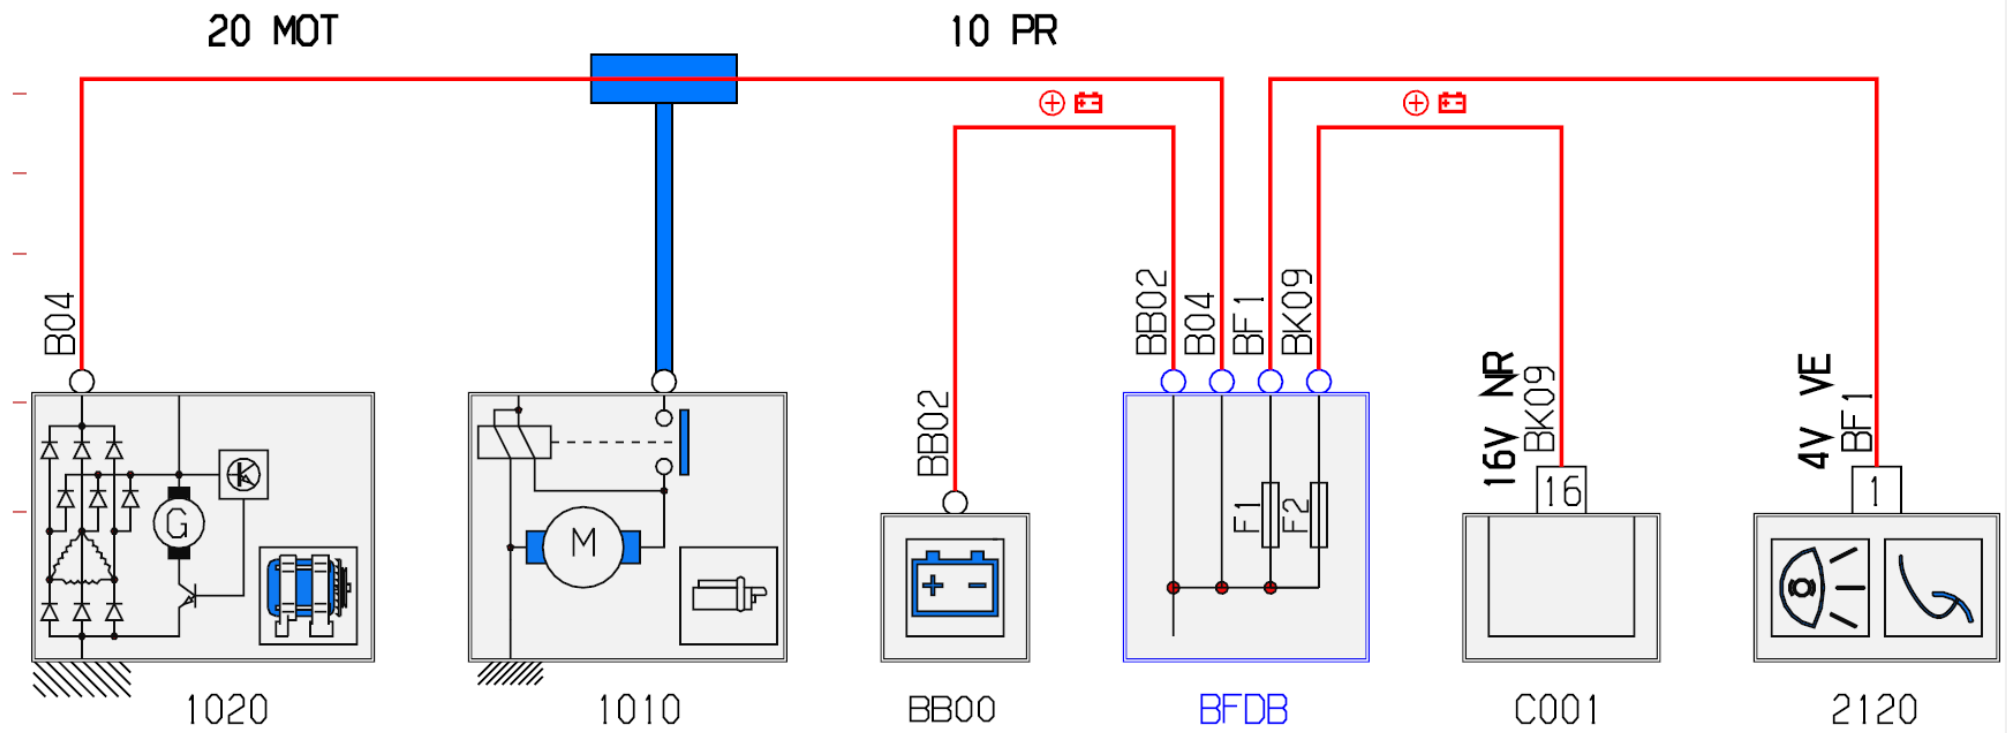 20 MOT
10 PR
B04
BB02
BB02
B04
BF1
BK09
16V NR
BK09
4V VE
BF1
16
1
G
M
F1
F2
1020
1010
BB00
BFDB
C001
2120